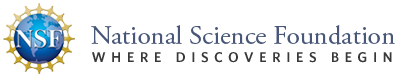 NSF
National Science Foundation
WHERE DISCOVERIES BEGIN